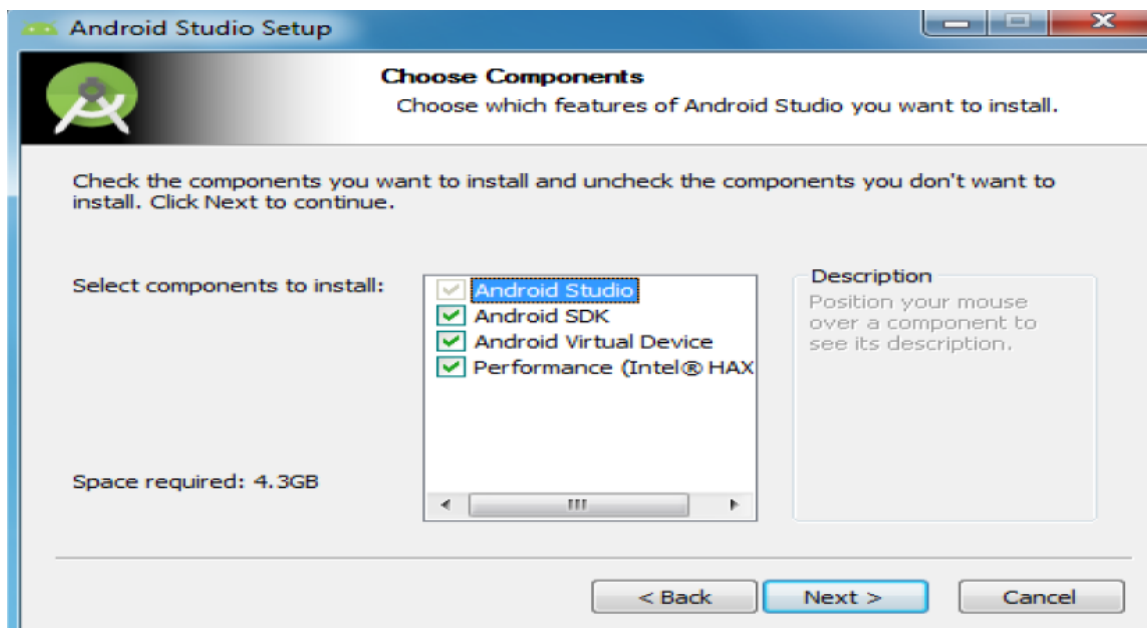 Android Studio Setup
Choose Components
Choose which features of Android Studio you want to install.
Check the components you want to install and uncheck the components you don't want to
install. Click Next to continue.
Select components to install:
Android Studio
Android SDK
Android Virtual Device
Performance (Intel® HAX
Description
Position your mouse
over a component to
see its description.
Space required: 4.3GB
< Back
Next >
Cancel